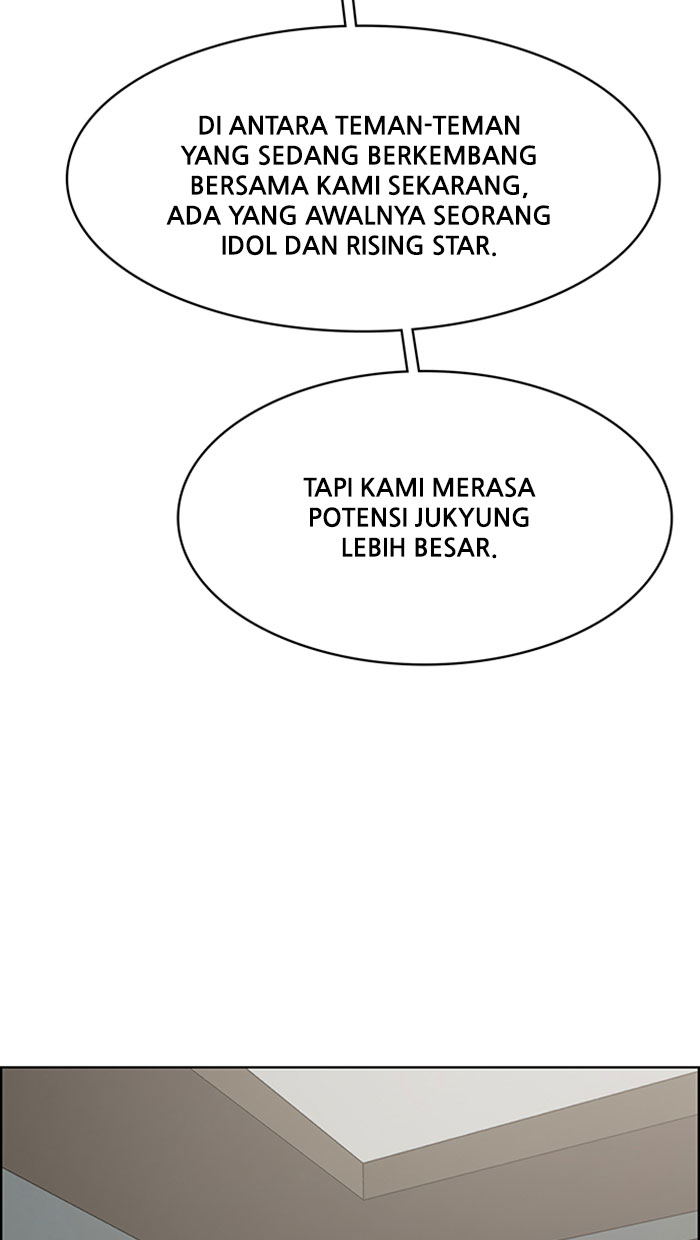 DI ANTARA TEMAN-TEMAN
YANG SEDANG BERKEMBANG
BERSAMA KAMI SEKARANG,
ADA YANG AWALNYA SEORANG
IDOL DAN RISING STAR.
TAPI KAMI MERASA
POTENSI JUKYUNG
LEBIH BESAR.